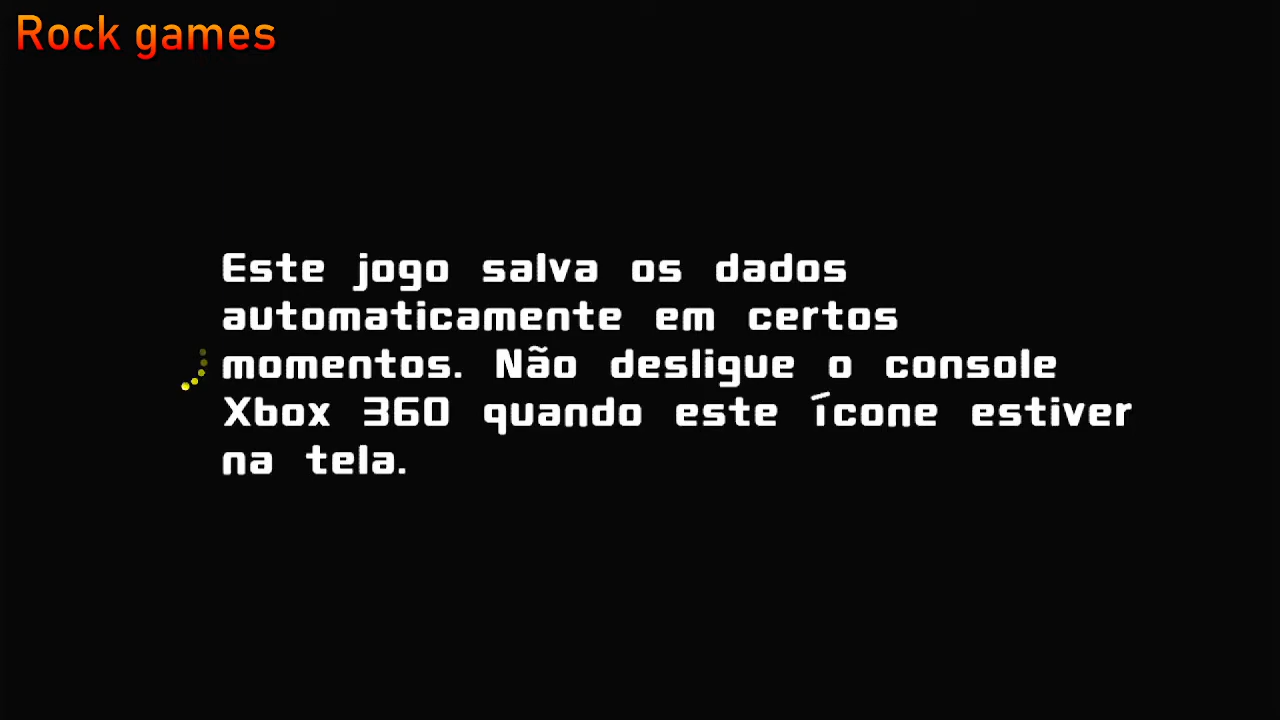 Rock games
Este jogo salva os dados
automaticamente em certos
momentos. Não desligue o console
Xbox 360 quando este ícone estiver
na tela.